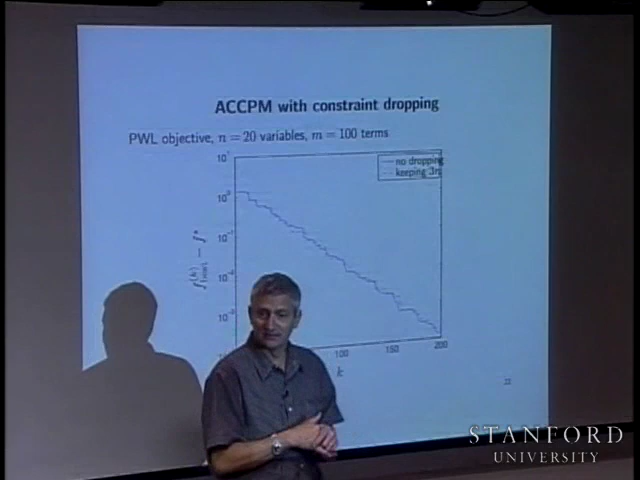 ACCPM with constraint dropping
PWL objective, n = 20 variables, m = 100 terms
no dropping
keeping 3n
100
150
200
k
22
STANFORD
UNIVERSITY